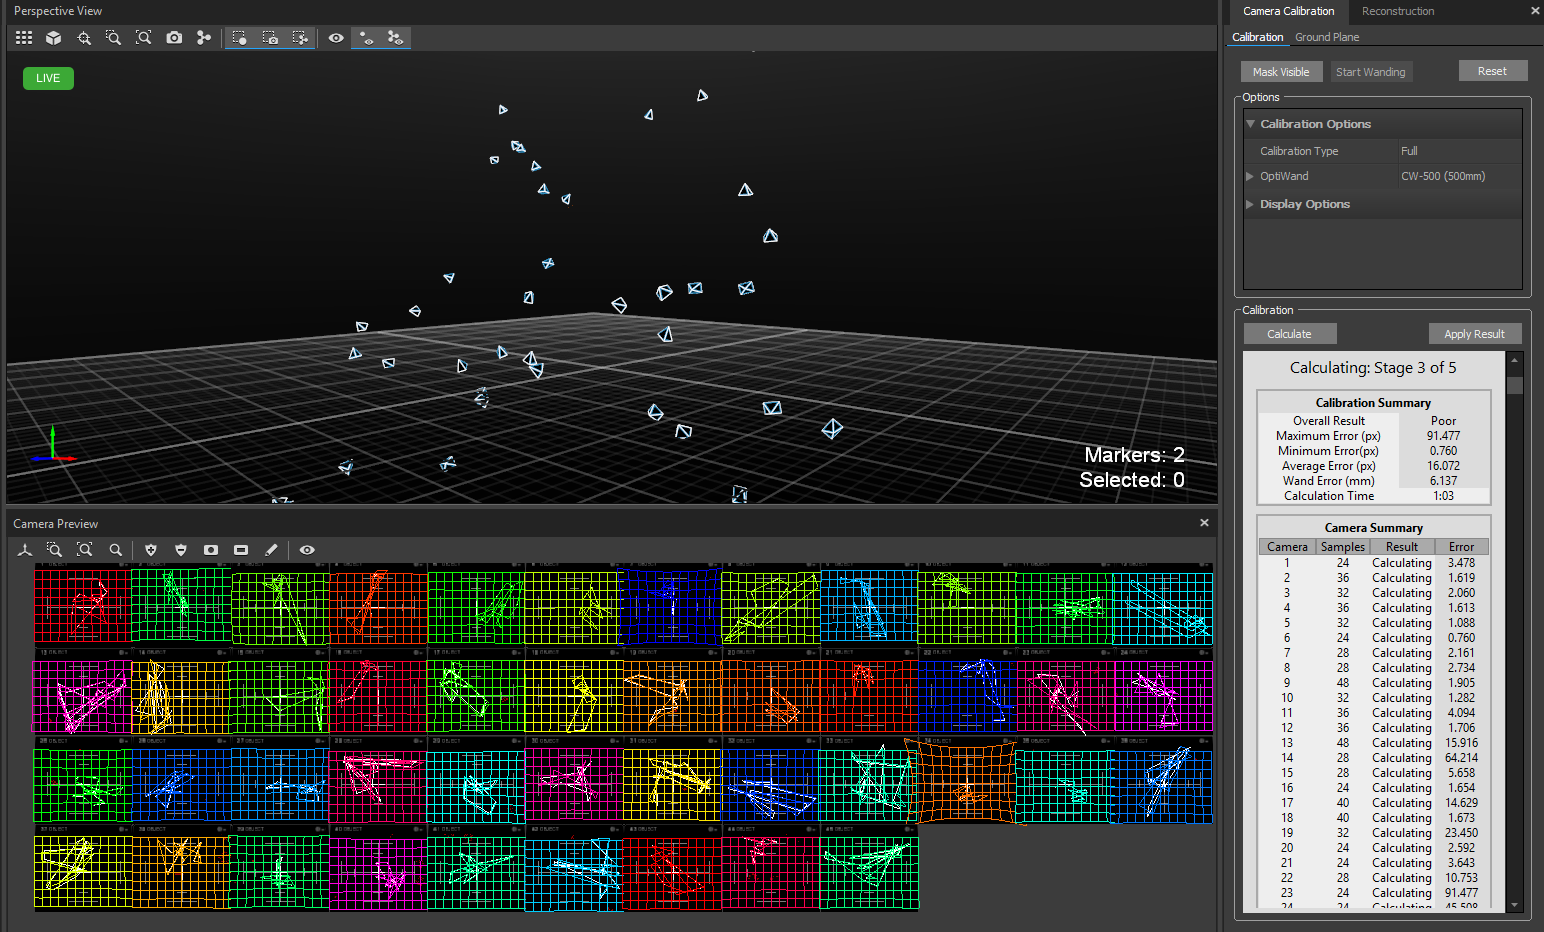 Perspective View
LIVE
Markers: 2
Selected: 0
Camera Preview
Camera Calibration
Reconstruction
Calibration
Ground Plane
Mask Visible
Start Wanding
Reset
Options
Calibration Options
Calibration Type Full
OptiWand CW-500 (500mm)
Display Options
Calibration
Calculate
Apply Result
Calculating: Stage 3 of 5
Calibration Summary
Overall Result Poor
Maximum Error (px) 91.477
Minimum Error(px) 0.760
Average Error (px) 16.072
Wand Error (mm) 6.137
Calculation Time 1:03
Camera Summary
Camera Samples Result Error
1 24 Calculating 3.478
2 36 Calculating 1.619
3 32 Calculating 2.060
4 36 Calculating 1.613
5 32 Calculating 1.088
6 24 Calculating 0.760
7 28 Calculating 2.161
8 28 Calculating 2.734
9 48 Calculating 1.905
10 32 Calculating 1.282
11 36 Calculating 4.094
12 36 Calculating 1.706
13 48 Calculating 15.916
14 28 Calculating 64.214
15 28 Calculating 5.658
16 24 Calculating 1.654
17 40 Calculating 14.629
18 40 Calculating 1.673
19 32 Calculating 23.450
20 24 Calculating 2.592
21 24 Calculating 3.643
22 28 Calculating 10.753
23 24 Calculating 91.477
24 24 Calculating 45.508